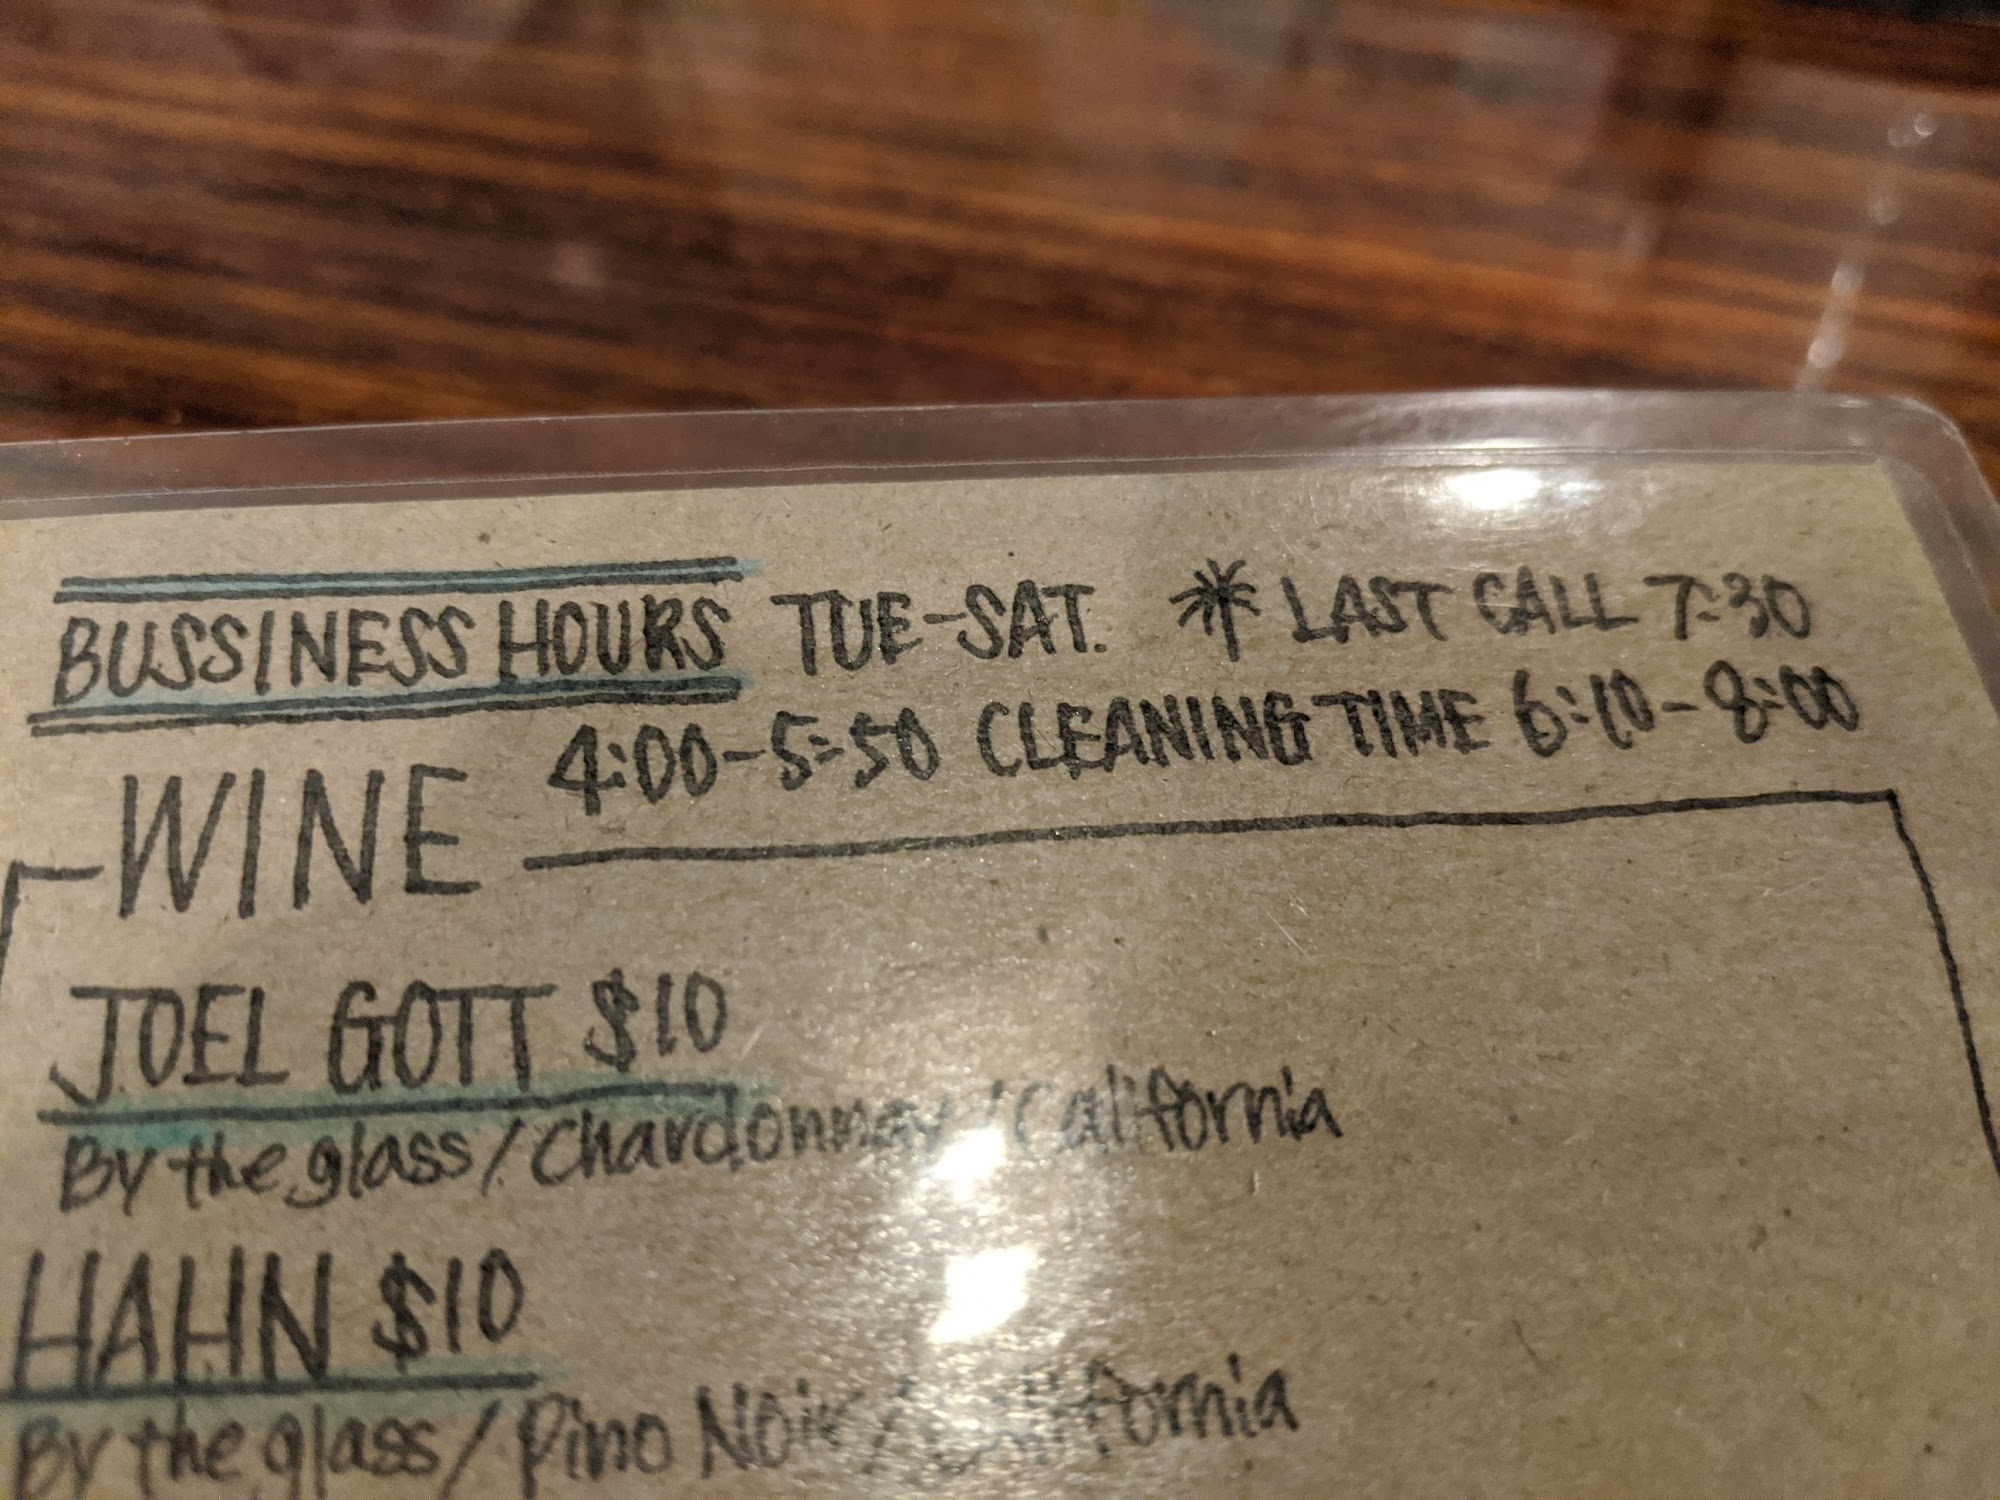 BUSSINESS HOURS TUE-SAT. LAST CALL 7:30
4:00-5:50 CLEANING TIME 6:10-8:00
WINE
JOEL GOTT $10
By the glass / Chardonnay / California
HAHN $10
By the glass / Pino Noir / California